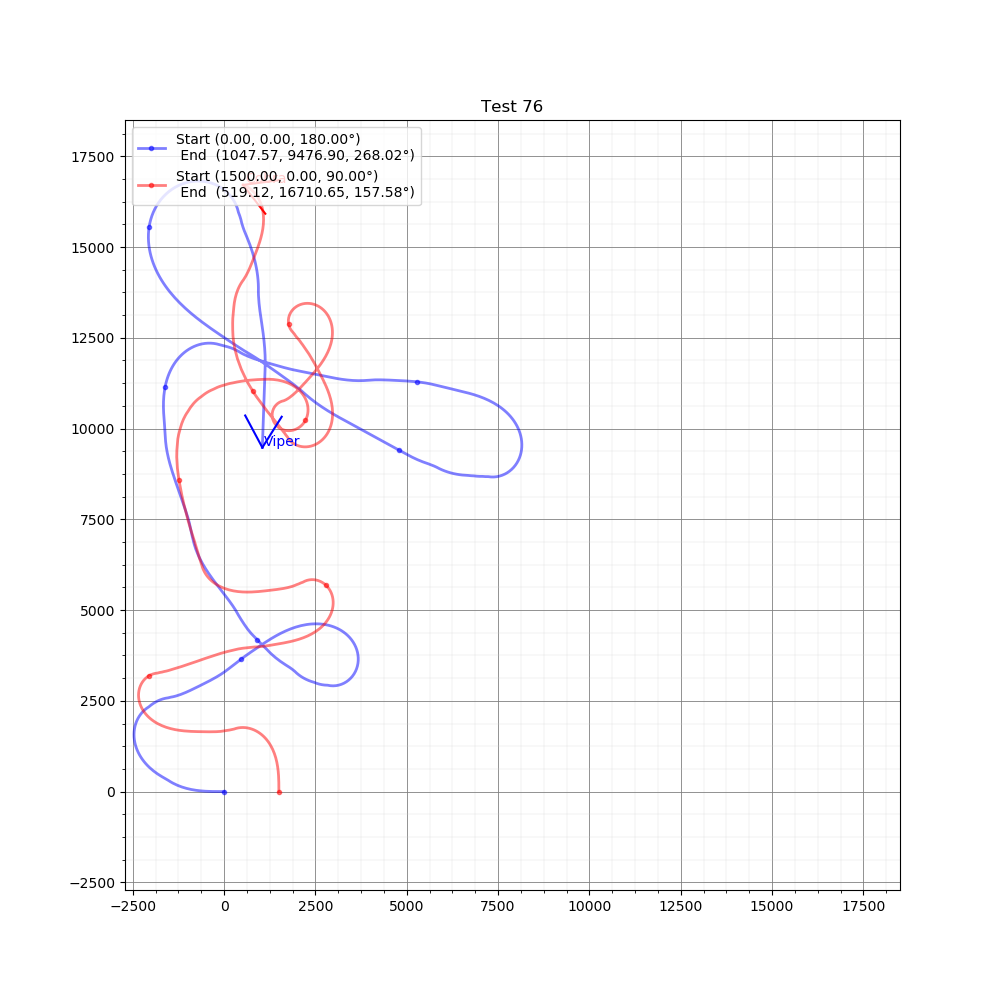 Test 76
Start (0.00, 0.00, 180.00°)
End (1047.57, 9476.90, 268.02°)
Start (1500.00, 0.00, 90.00°)
End (519.12, 16710.65, 157.58°)
17500
15000
12500
10000
7500
5000
2500
0
−2500
Viper
−2500 0 2500 5000 7500 10000 12500 15000 17500